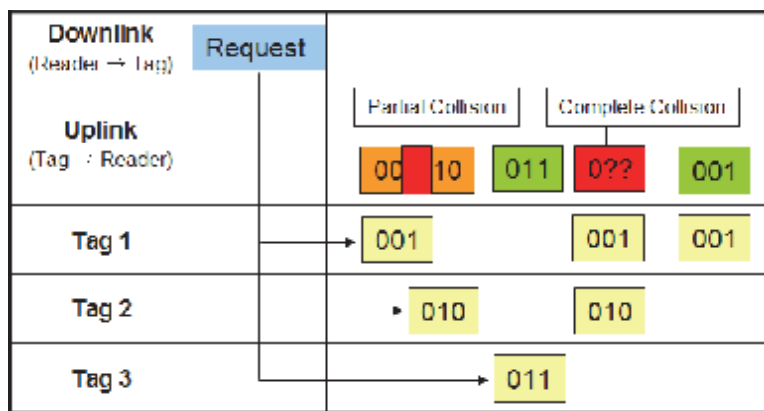 Downlink
(Reader → Tag)
Request
Partial Collision
Complete Collision
Uplink
(Tag → Reader)
00 10
011
0??
001
Tag 1
001
001
001
Tag 2
010
010
Tag 3
011